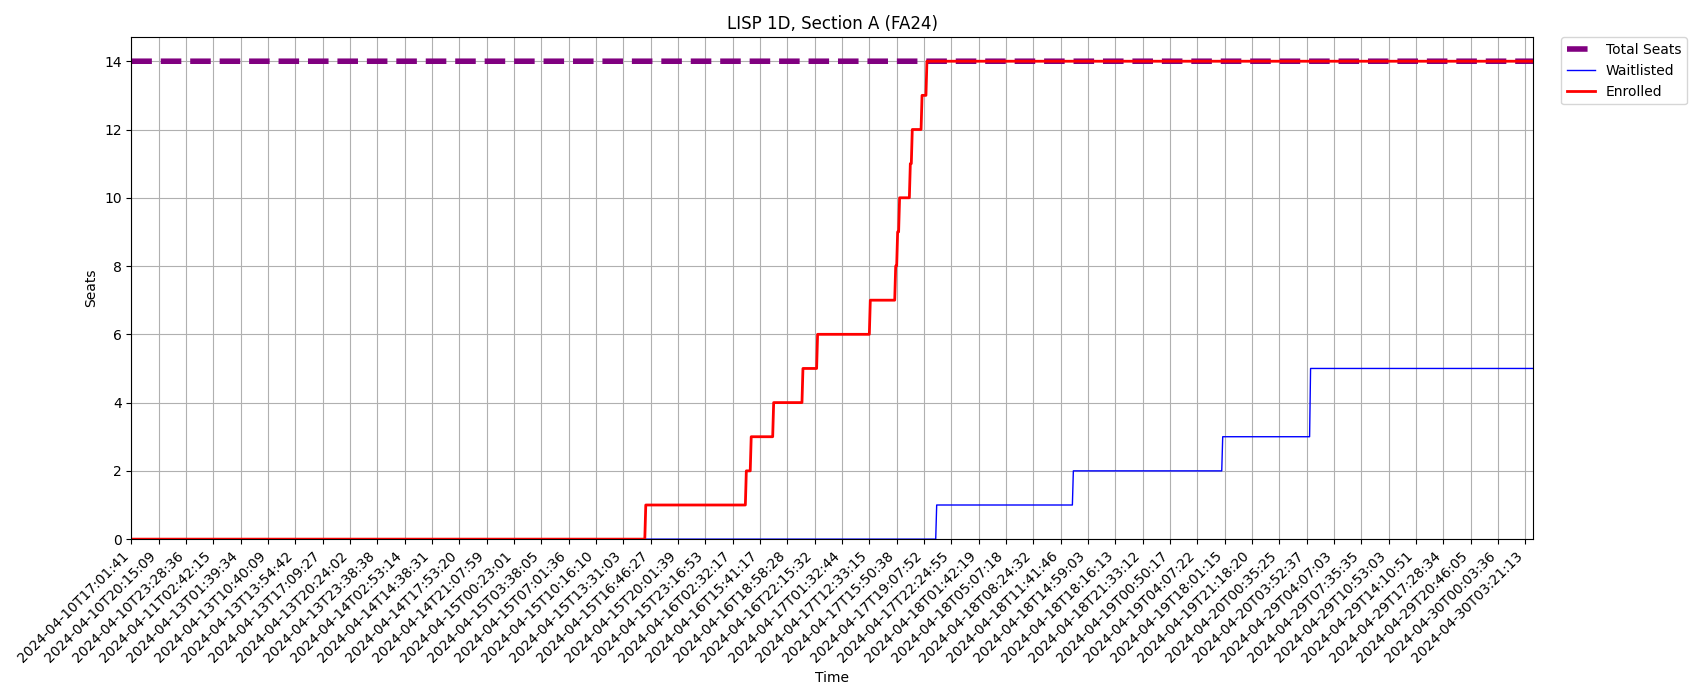 LISP 1D, Section A (FA24)
Total Seats
Waitlisted
Enrolled
14
12
10
8
6
4
2
0
Seats
2024-04-10T17:01:41
2024-04-10T20:15:09
2024-04-10T23:28:36
2024-04-11T02:42:15
2024-04-13T01:39:34
2024-04-13T10:40:09
2024-04-13T13:54:42
2024-04-13T17:09:27
2024-04-13T20:24:02
2024-04-13T23:38:38
2024-04-14T02:53:14
2024-04-14T14:38:31
2024-04-14T17:53:20
2024-04-14T21:07:59
2024-04-15T00:23:01
2024-04-15T03:38:05
2024-04-15T07:01:36
2024-04-15T10:16:10
2024-04-15T13:31:03
2024-04-15T16:46:27
2024-04-15T20:01:39
2024-04-15T23:16:53
2024-04-16T02:32:17
2024-04-16T15:41:17
2024-04-16T18:58:28
2024-04-16T22:15:32
2024-04-17T01:32:44
2024-04-17T12:33:15
2024-04-17T15:50:38
2024-04-17T19:07:52
2024-04-17T22:24:55
2024-04-18T01:42:19
2024-04-18T05:07:18
2024-04-18T08:24:32
2024-04-18T11:41:46
2024-04-18T14:59:03
2024-04-18T18:16:13
2024-04-18T21:33:12
2024-04-19T00:50:17
2024-04-19T04:07:22
2024-04-19T18:01:15
2024-04-19T21:18:20
2024-04-20T00:35:25
2024-04-20T03:52:37
2024-04-29T04:07:03
2024-04-29T07:35:35
2024-04-29T10:53:03
2024-04-29T14:10:51
2024-04-29T17:28:34
2024-04-29T20:46:05
2024-04-30T00:03:36
2024-04-30T03:21:13
Time